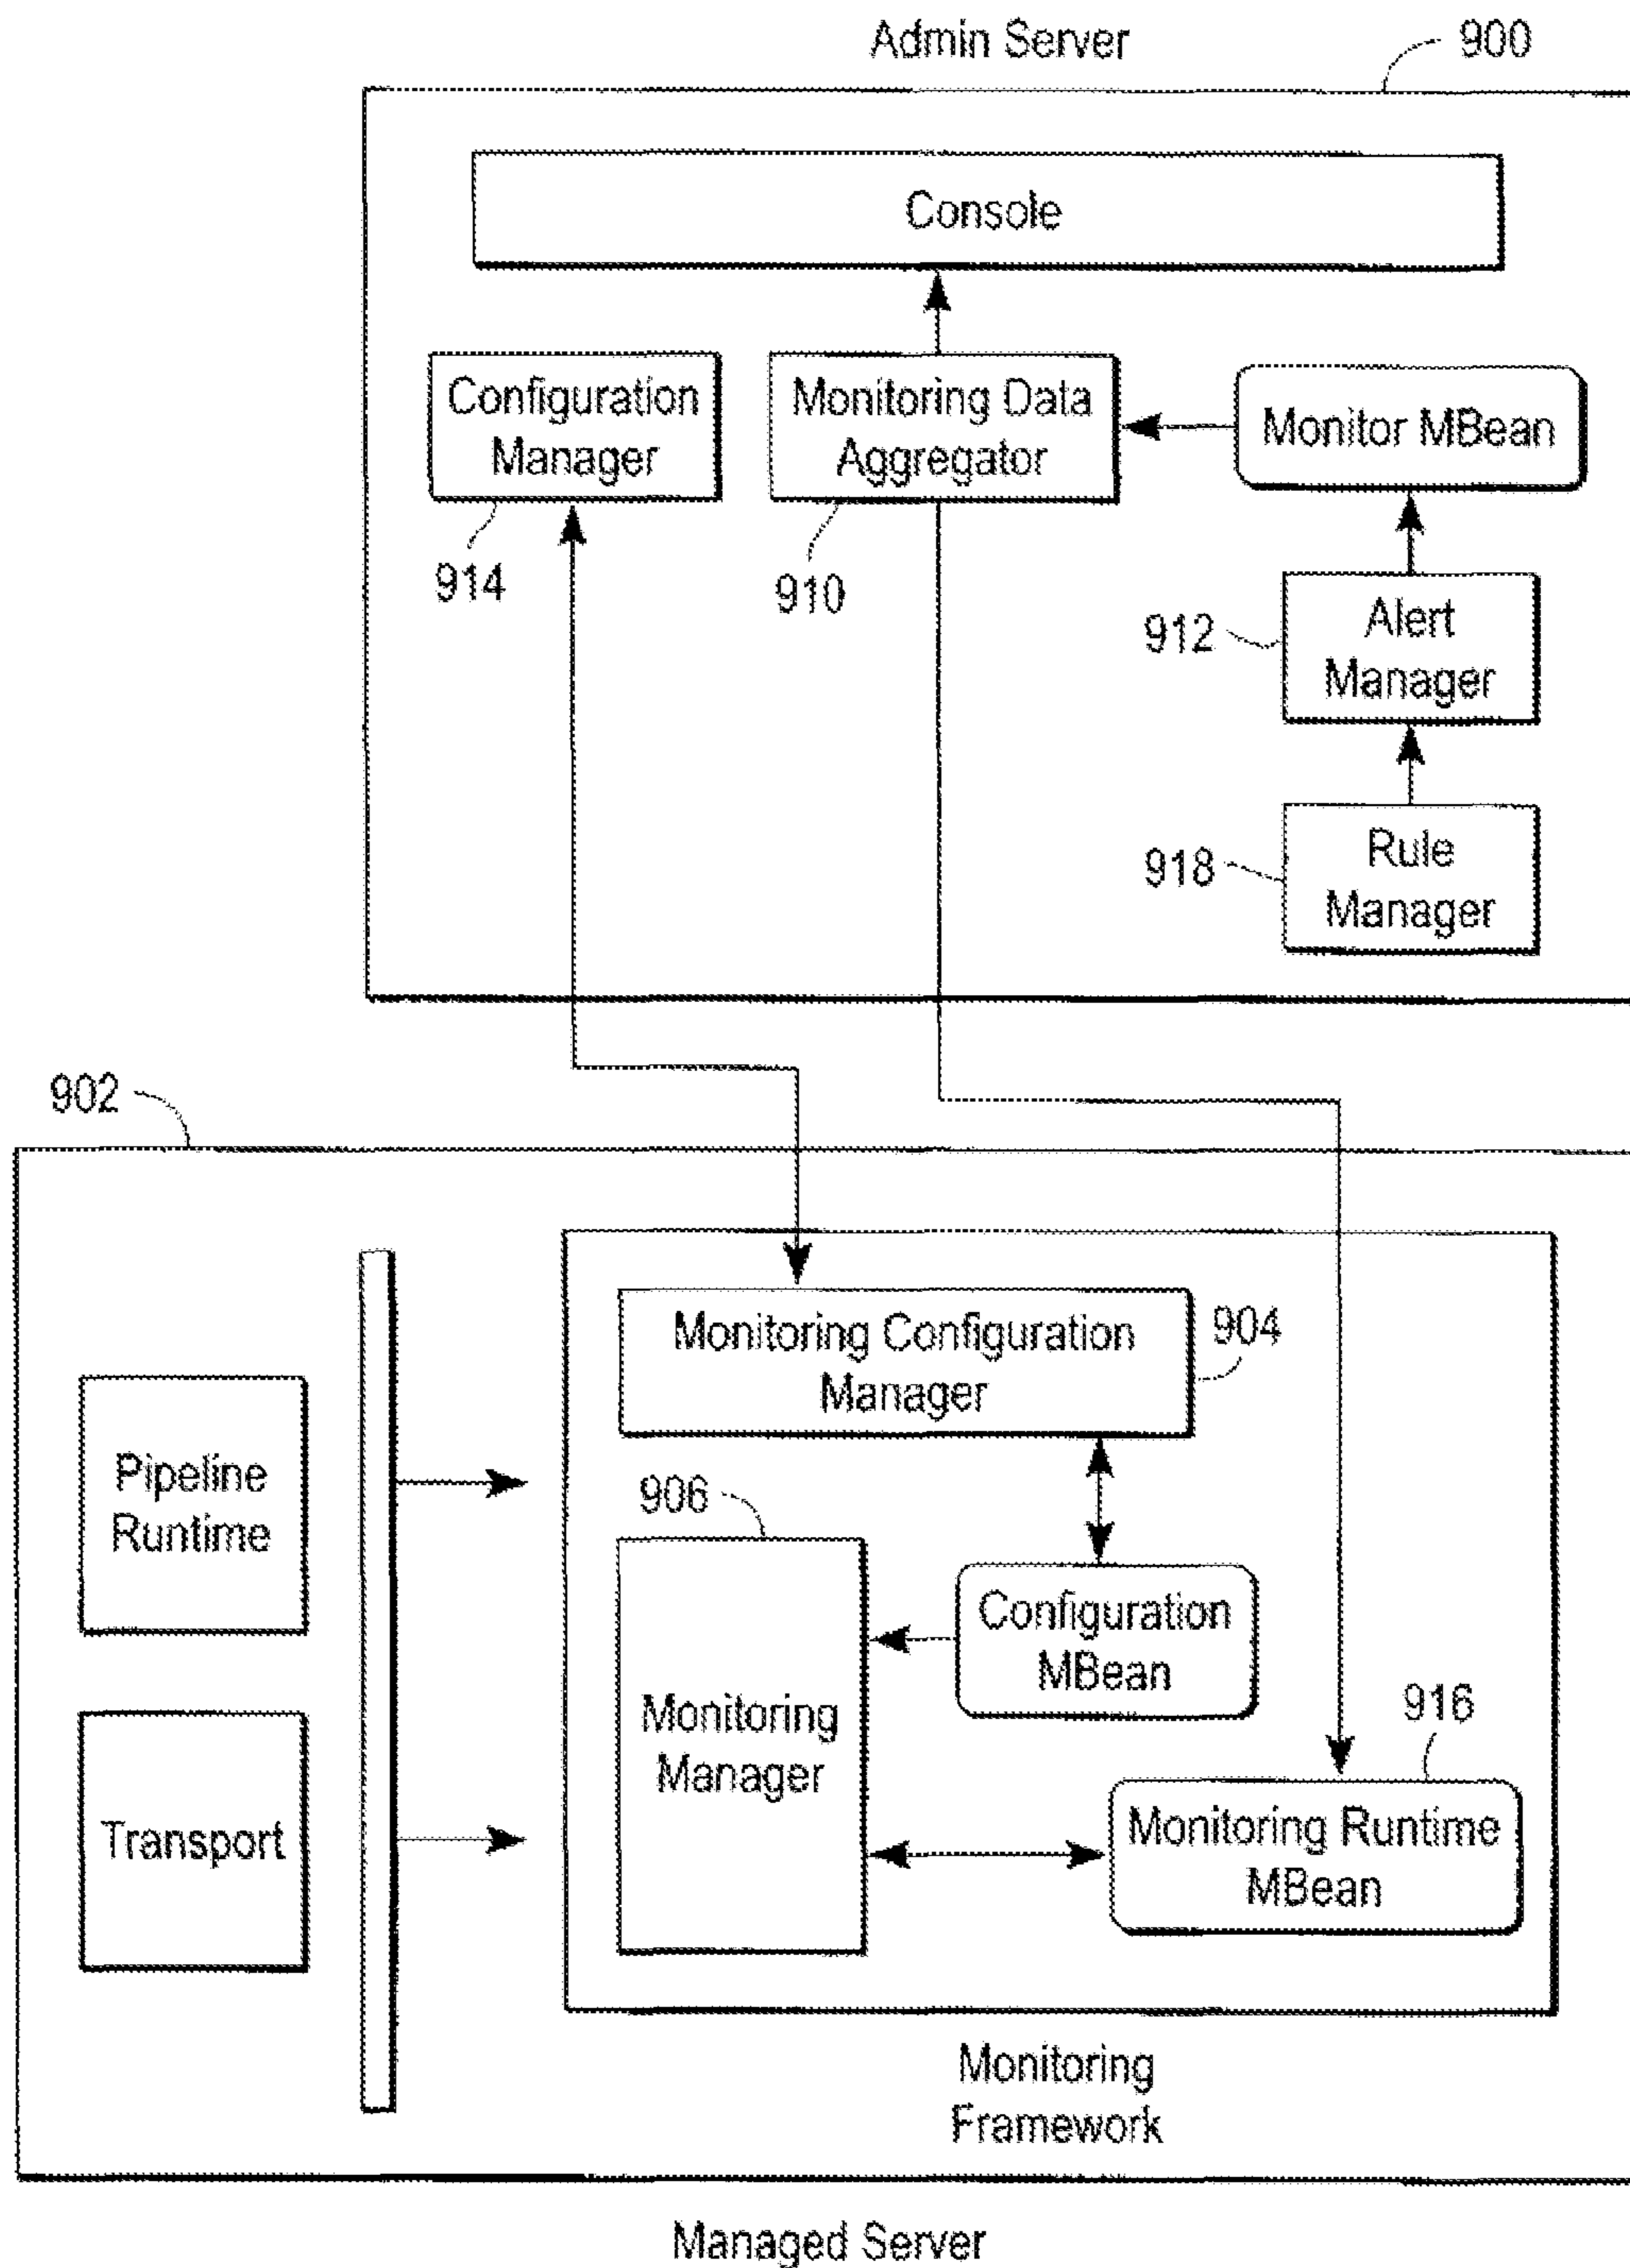 Admin Server
900
Console
Configuration
Manager
914
Monitoring Data
Aggregator
910
Monitor MBean
912
Alert
Manager
918
Rule
Manager
902
Monitoring Configuration
Manager
904
Pipeline
Runtime
906
Configuration
MBean
Monitoring
Manager
916
Transport
Monitoring Runtime
MBean
Monitoring
Framework
Managed Server